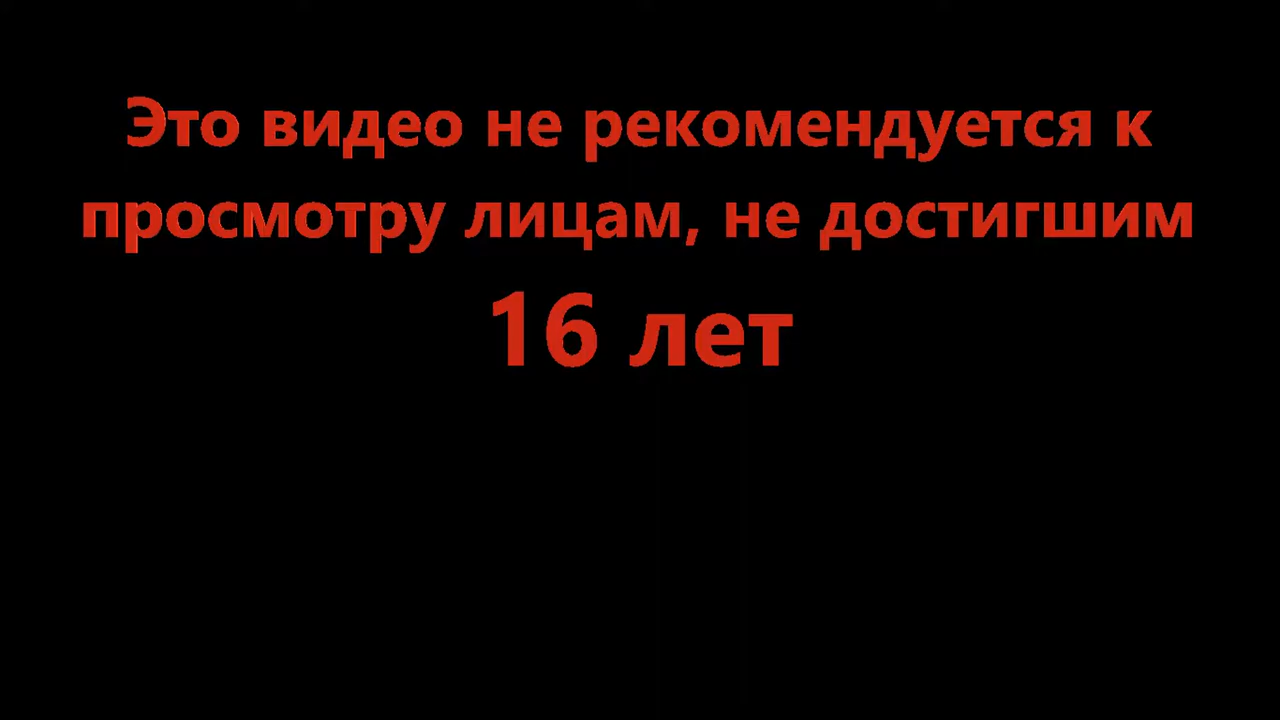 Это видео не рекомендуется к
просмотру лицам, не достигшим
16 лет